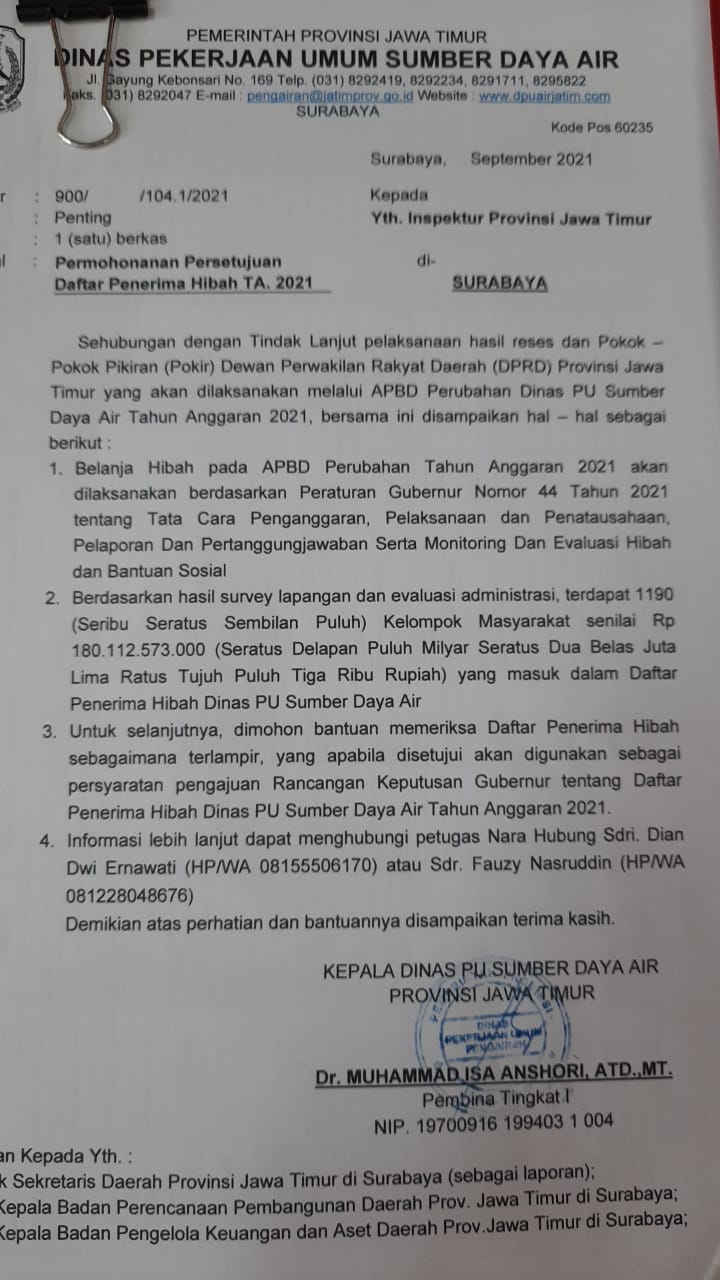 PEMERINTAH PROVINSI JAWA TIMUR
DINAS PEKERJAAN UMUM SUMBER DAYA AIR
Jl. Gayung Kebonsari No. 169 Telp. (031) 8292419, 8292234, 8291711, 8295822
aks. (031) 8292047 E-mail : pengairan@jatimprov.go.id Website : www.dpuairjatim.com
SURABAYA
Kode Pos 60235
Surabaya, September 2021
r : 900/ /104.1/2021
: Penting
: 1 (satu) berkas
l : Permohonanan Persetujuan
Daftar Penerima Hibah TA. 2021
Kepada
Yth. Inspektur Provinsi Jawa Timur
di-
SURABAYA
Sehubungan dengan Tindak Lanjut pelaksanaan hasil reses dan Pokok –
Pokok Pikiran (Pokir) Dewan Perwakilan Rakyat Daerah (DPRD) Provinsi Jawa
Timur yang akan dilaksanakan melalui APBD Perubahan Dinas PU Sumber
Daya Air Tahun Anggaran 2021, bersama ini disampaikan hal – hal sebagai
berikut :
1. Belanja Hibah pada APBD Perubahan Tahun Anggaran 2021 akan
dilaksanakan berdasarkan Peraturan Gubernur Nomor 44 Tahun 2021
tentang Tata Cara Penganggaran, Pelaksanaan dan Penatausahaan,
Pelaporan Dan Pertanggungjawaban Serta Monitoring Dan Evaluasi Hibah
dan Bantuan Sosial
2. Berdasarkan hasil survey lapangan dan evaluasi administrasi, terdapat 1190
(Seribu Seratus Sembilan Puluh) Kelompok Masyarakat senilai Rp
180.112.573.000 (Seratus Delapan Puluh Milyar Seratus Dua Belas Juta
Lima Ratus Tujuh Puluh Tiga Ribu Rupiah) yang masuk dalam Daftar
Penerima Hibah Dinas PU Sumber Daya Air
3. Untuk selanjutnya, dimohon bantuan memeriksa Daftar Penerima Hibah
sebagaimana terlampir, yang apabila disetujui akan digunakan sebagai
persyaratan pengajuan Rancangan Keputusan Gubernur tentang Daftar
Penerima Hibah Dinas PU Sumber Daya Air Tahun Anggaran 2021.
4. Informasi lebih lanjut dapat menghubungi petugas Nara Hubung Sdri. Dian
Dwi Ernawati (HP/WA 08155506170) atau Sdr. Fauzy Nasruddin (HP/WA
081228048676)
Demikian atas perhatian dan bantuannya disampaikan terima kasih.
KEPALA DINAS PU SUMBER DAYA AIR
PROVINSI JAWA TIMUR
DINAS
PEKERJAAN UMUM
PENGAIRAN
Dr. MUHAMMAD ISA ANSHORI, ATD.,MT.
Pembina Tingkat I
NIP. 19700916 199403 1 004
an Kepada Yth. :
k Sekretaris Daerah Provinsi Jawa Timur di Surabaya (sebagai laporan);
Kepala Badan Perencanaan Pembangunan Daerah Prov. Jawa Timur di Surabaya;
Kepala Badan Pengelola Keuangan dan Aset Daerah Prov.Jawa Timur di Surabaya;